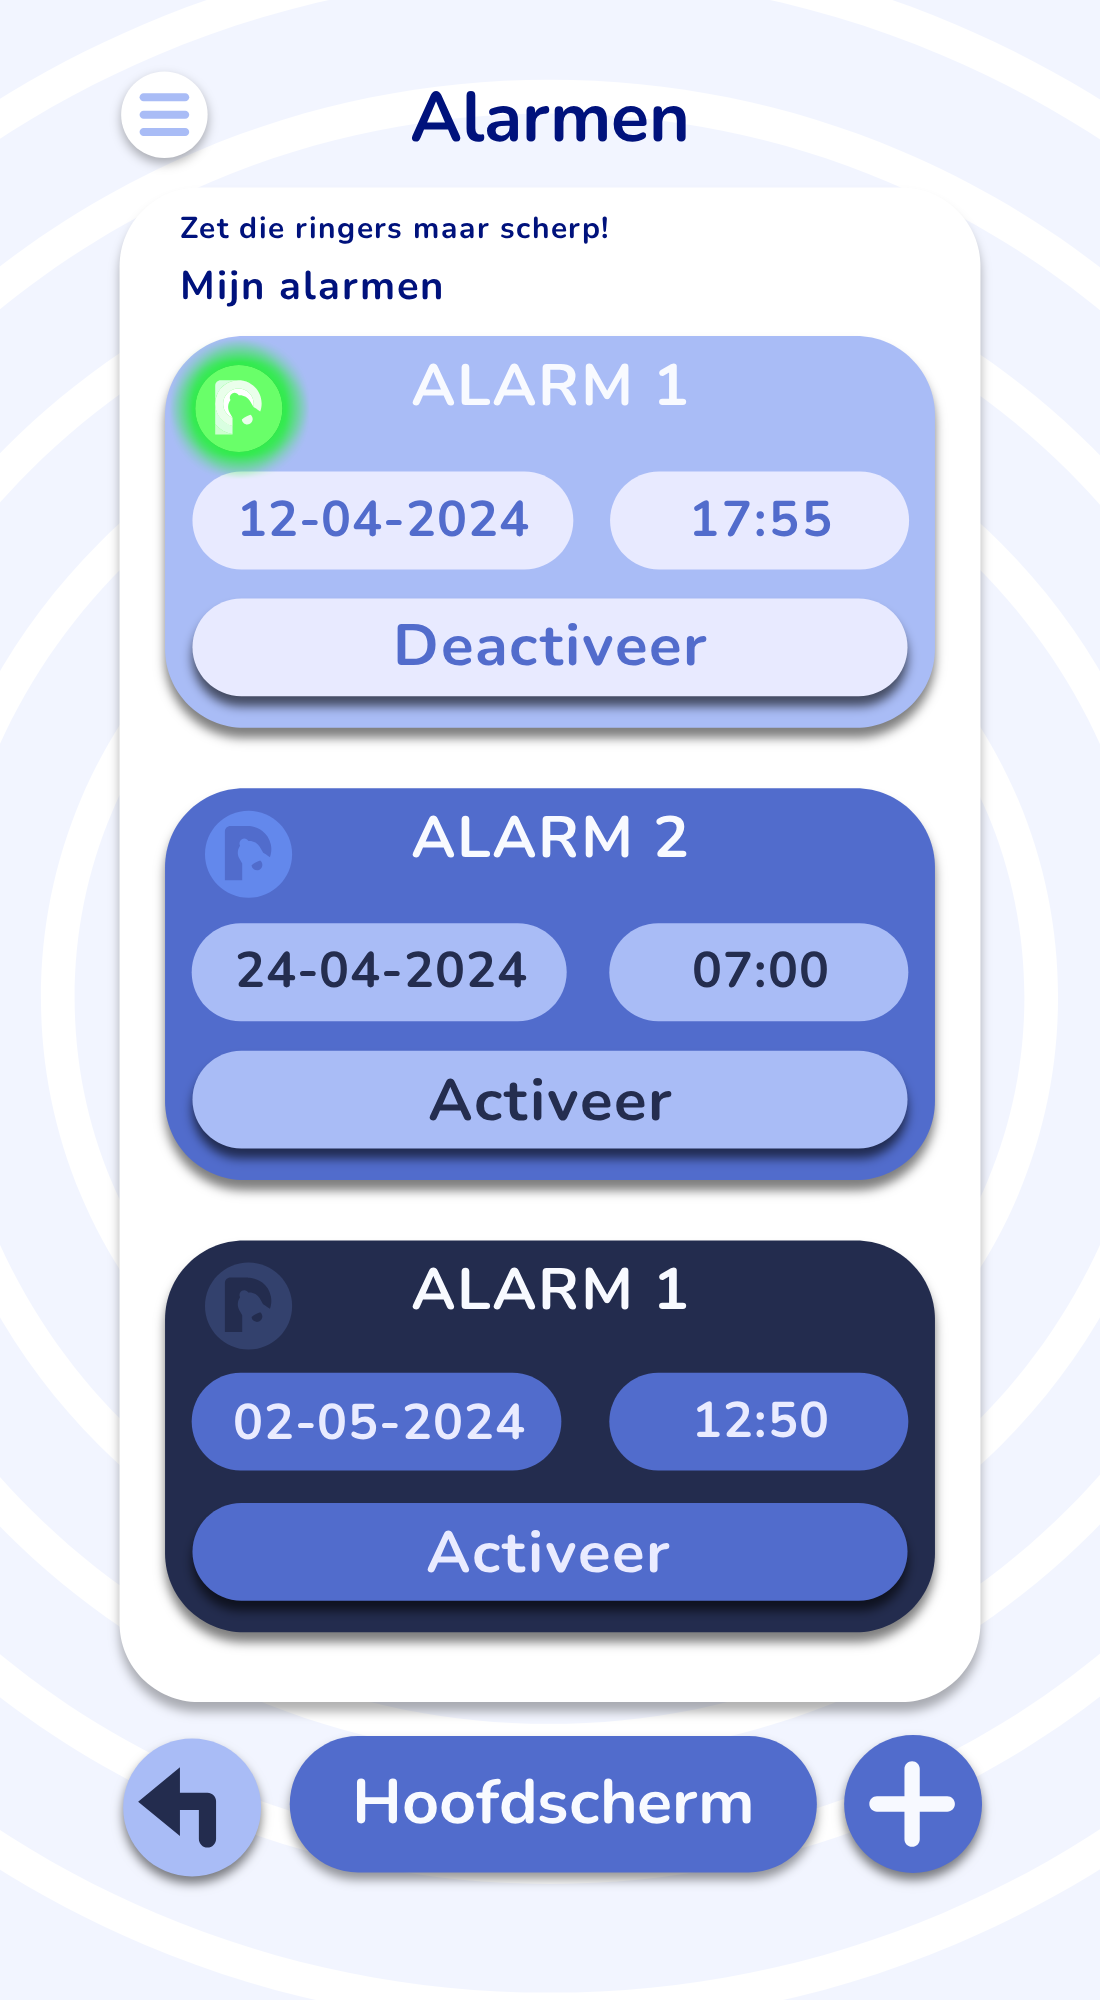 Alarmen
Zet die ringers maar scherp!
Mijn alarmen
ALARM 1
12-04-2024 17:55
Deactiveer
ALARM 2
24-04-2024 07:00
Activeer
ALARM 1
02-05-2024 12:50
Activeer
Hoofdscherm